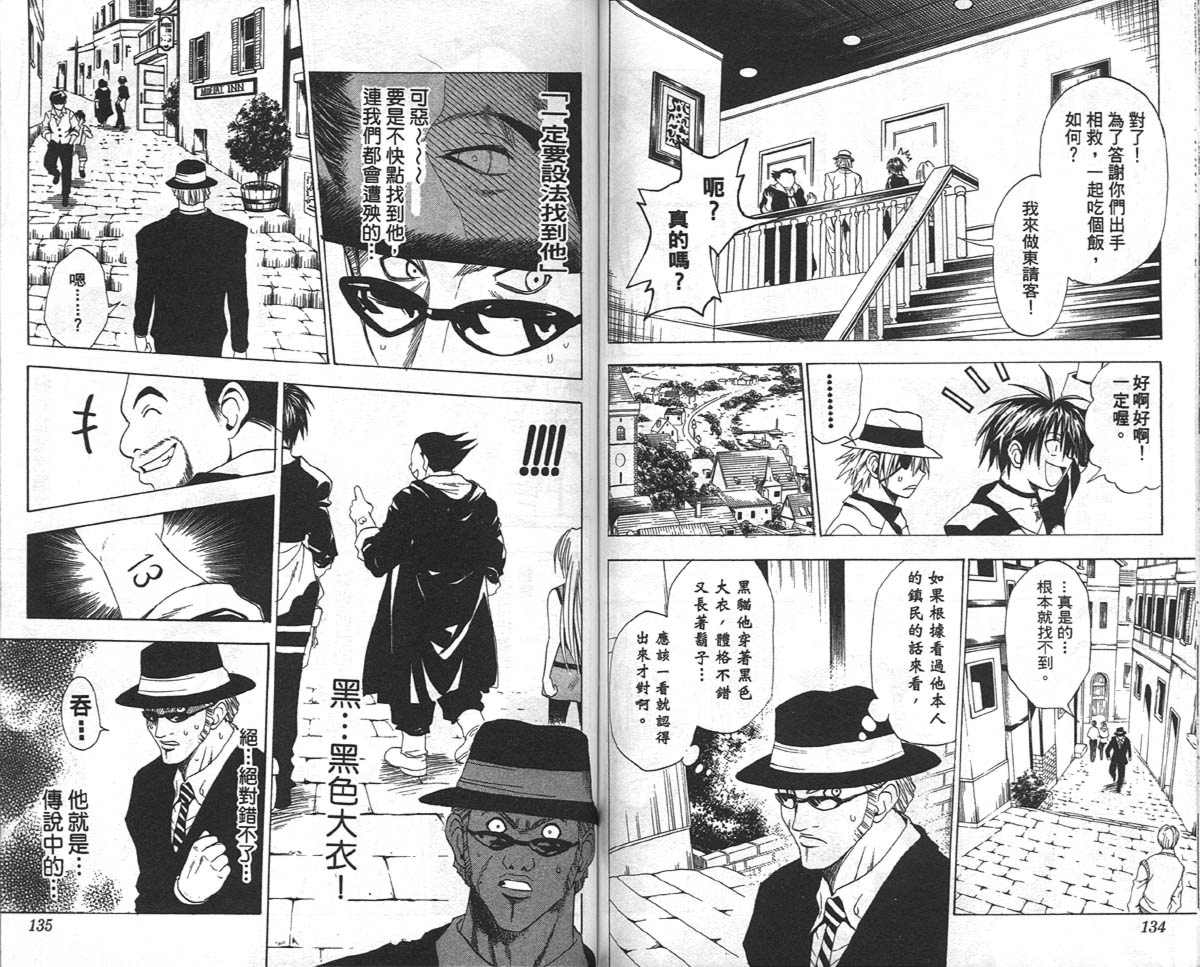 對了！
為了答謝你們出手
相救，一起吃個飯，
如何？
我來做東請客！
呃？
真的嗎？
好啊好啊！
一定喔。
………
…真是的…
根本就找不到。
如果根據看過他本人
的鎮民的話來看，
黑貓他穿著黑色
大衣，體格不錯
又長著鬍子…
應該一看就認得
出來才對啊。
134
「一定要設法找到他」
可惡～～～～
要是不快點找到他，
連我們都會遭殃的…
INN
嗯……？
!!!!
黑…黑色大衣！
13
絕…絕對錯不了…
吞…
他就是…
傳說中的…
135